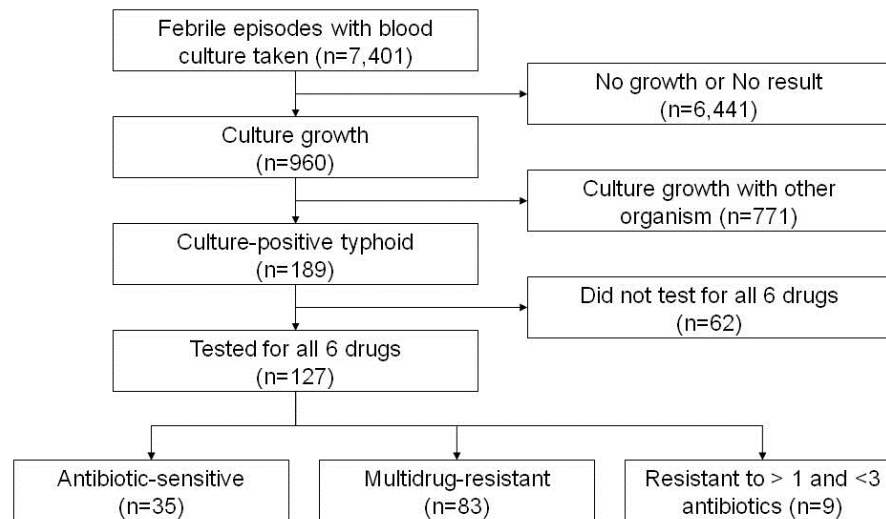 Febrile episodes with blood
culture taken (n=7,401)
No growth or No result
(n=6,441)
Culture growth
(n=960)
Culture growth with other
organism (n=771)
Culture-positive typhoid
(n=189)
Did not test for all 6 drugs
(n=62)
Tested for all 6 drugs
(n=127)
Antibiotic-sensitive
(n=35)
Multidrug-resistant
(n=83)
Resistant to > 1 and <3
antibiotics (n=9)